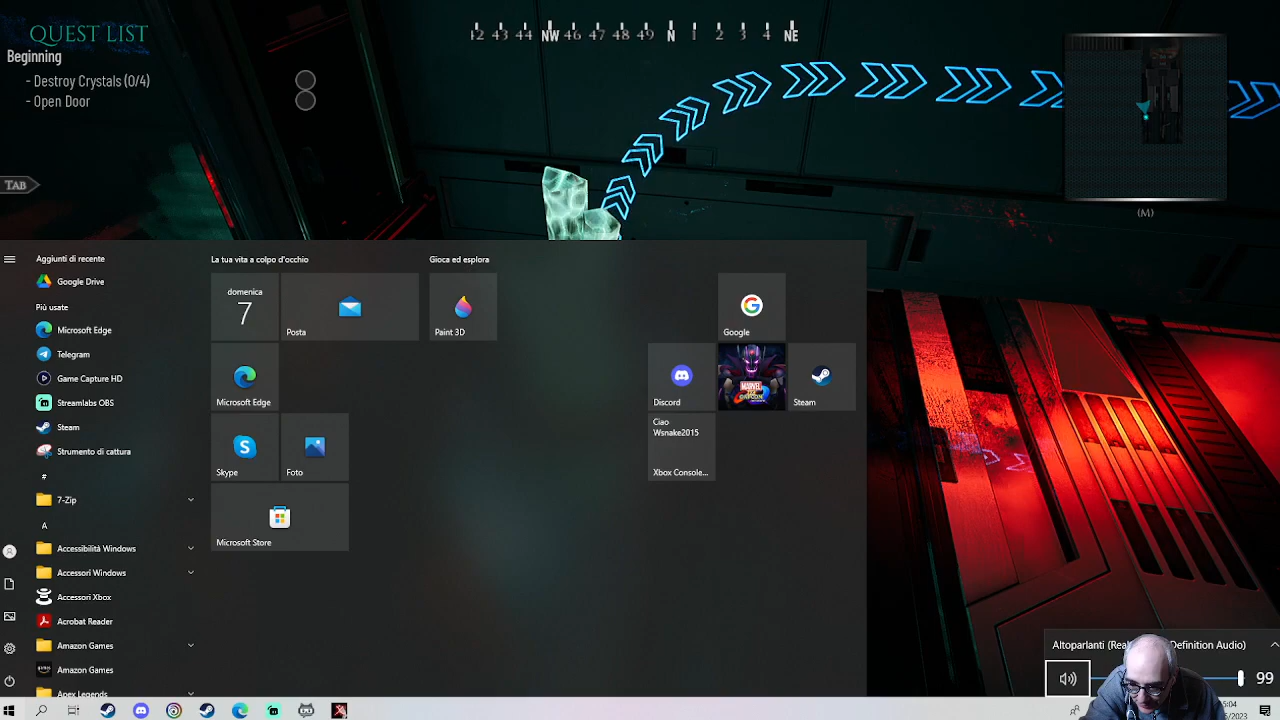 QUEST LIST
Beginning
- Destroy Crystals (0/4)
- Open Door
TAB
42 43 44 NW 46 47 48 49 N 1 2 3 4 NE
(M)
Aggiunti di recente
Google Drive
Più usate
Microsoft Edge
Telegram
Game Capture HD
Streamlabs OBS
Steam
Strumento di cattura
#
7-Zip
A
Accessibilità Windows
Accessori Windows
Accessori Xbox
Acrobat Reader
Amazon Games
Amazon Games
Apex Legends
La tua vita a colpo d'occhio
domenica
7
Posta
Microsoft Edge
Skype
Foto
Microsoft Store
Gioca ed esplora
Paint 3D
Google
Discord
MARVEL
Steam
Ciao
Wsnake2015
Xbox Console...
Altoparlanti (Real Definition Audio)
99